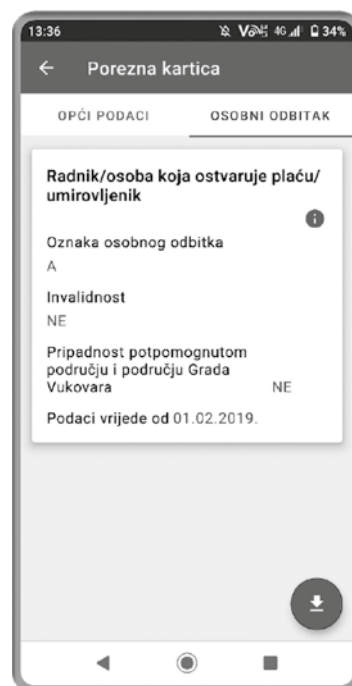 13:36
4G 34%
Porezna kartica
OPĆI PODACI OSOBNI ODBITAK
Radnik/osoba koja ostvaruje plaću/
umirovljenik
Oznaka osobnog odbitka
A
Invalidnost
NE
Pripadnost potpomognutom
području i području Grada
Vukovara NE
Podaci vrijede od 01.02.2019.